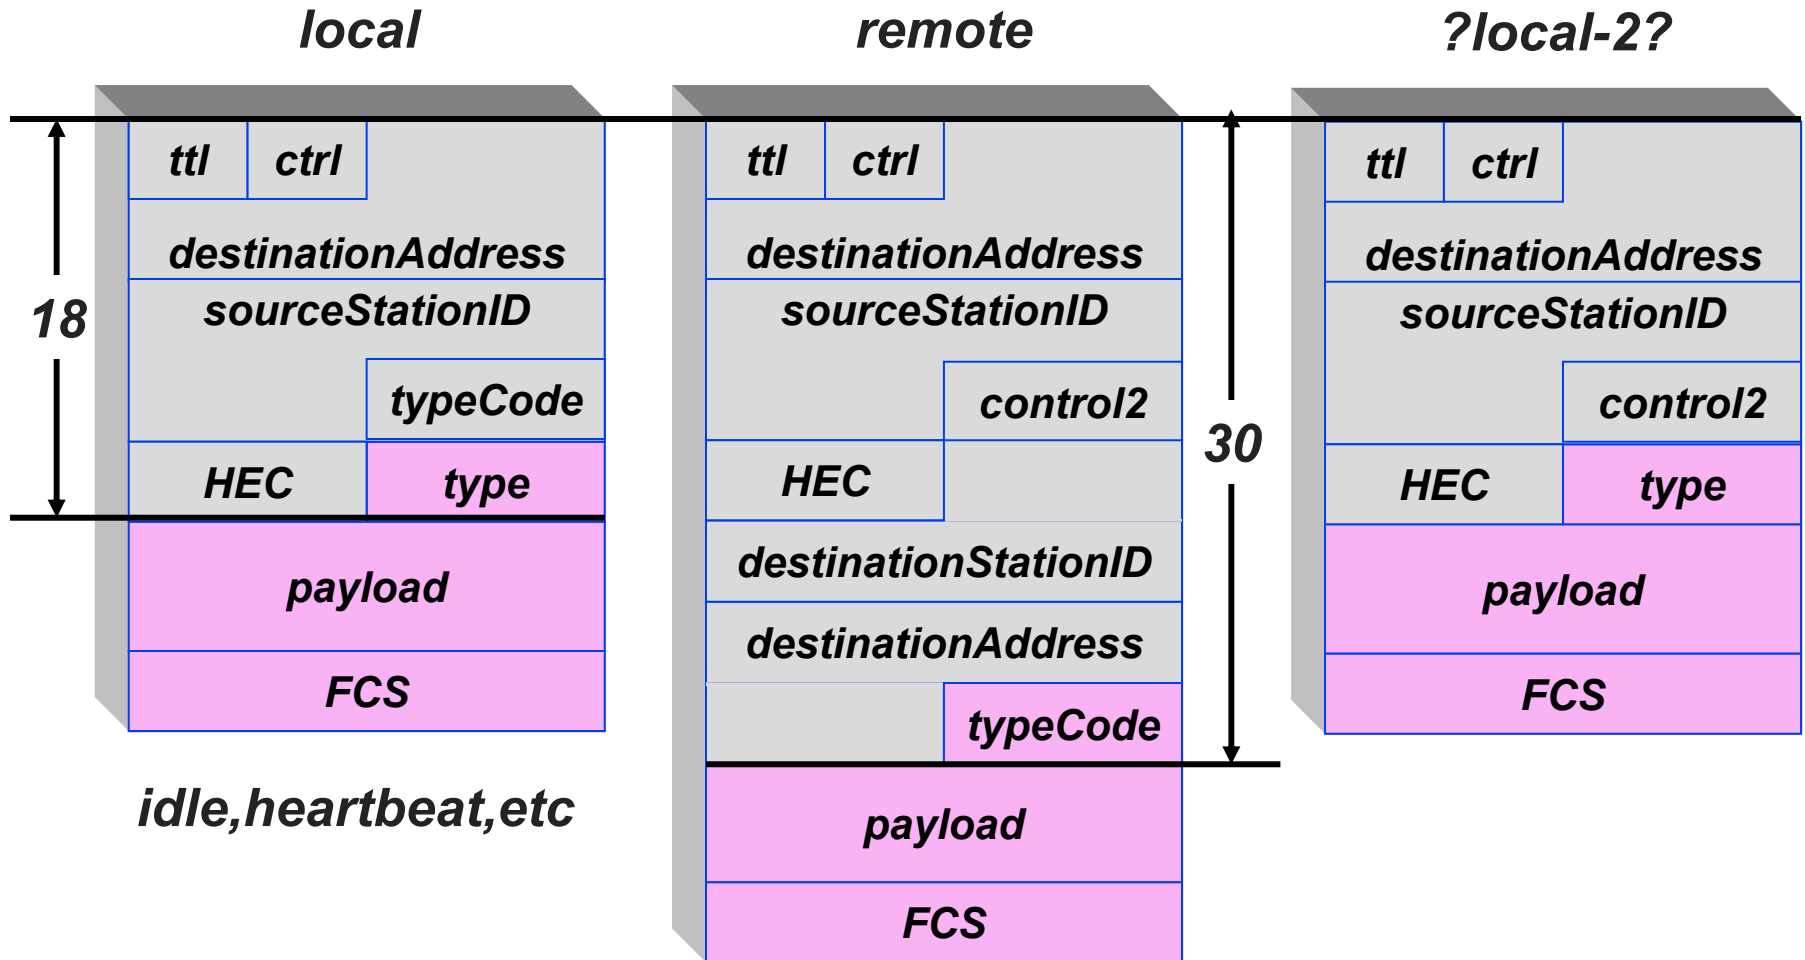 local
remote
?local-2?
ttl ctrl
destinationAddress
sourceStationID
typeCode
HEC type
payload
FCS
18
idle,heartbeat,etc
ttl ctrl
destinationAddress
sourceStationID
control2
HEC
destinationStationID
destinationAddress
typeCode
payload
FCS
30
ttl ctrl
destinationAddress
sourceStationID
control2
HEC type
payload
FCS